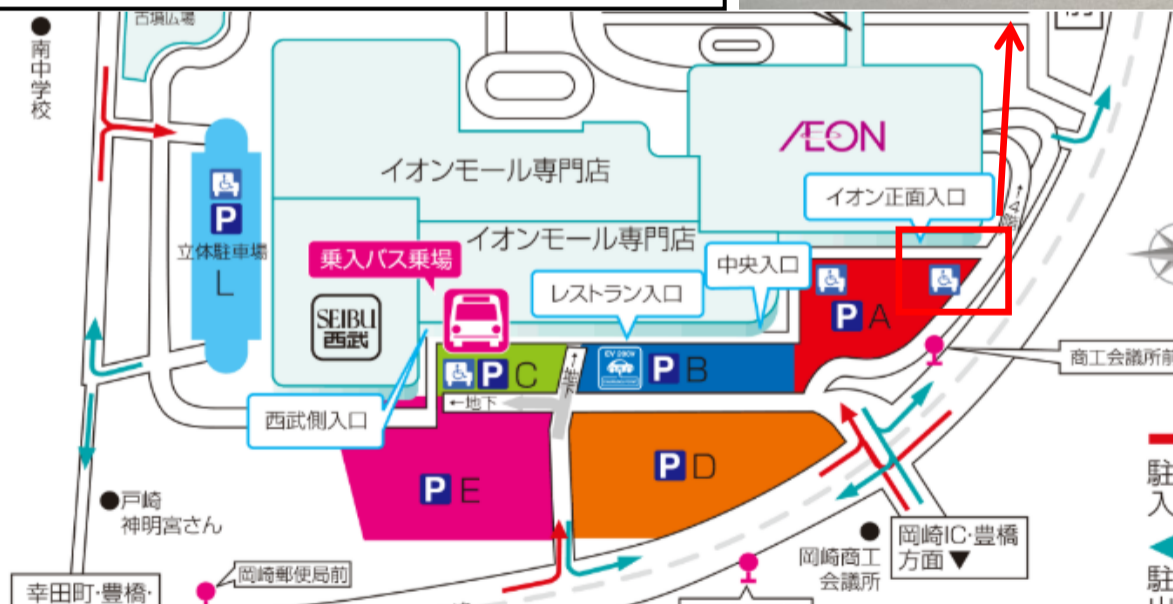 古墳広場
南中学校
ÆON
イオンモール専門店
イオン正面入口
P
立体駐車場
L
乗入バス乗場
イオンモール専門店
中央入口
レストラン入口
SEIBU
西武
P A
EV 200V
P C
P B
商工会議所前
←地下
西武側入口
P E
P D
戸崎
神明宮さん
岡崎IC·豊橋
方面▼
岡崎商工
会議所
岡崎郵便局前
幸田町·豊橋·
駐
入
駐